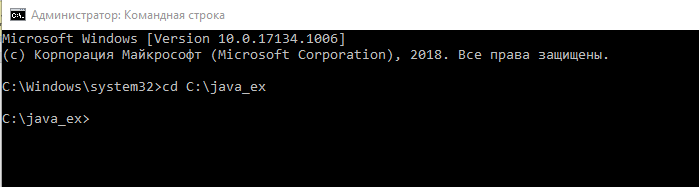 Администратор: Командная строка
Microsoft Windows [Version 10.0.17134.1006]
(c) Корпорация Майкрософт (Microsoft Corporation), 2018. Все права защищены.
C:\Windows\system32>cd C:\java_ex
C:\java_ex>